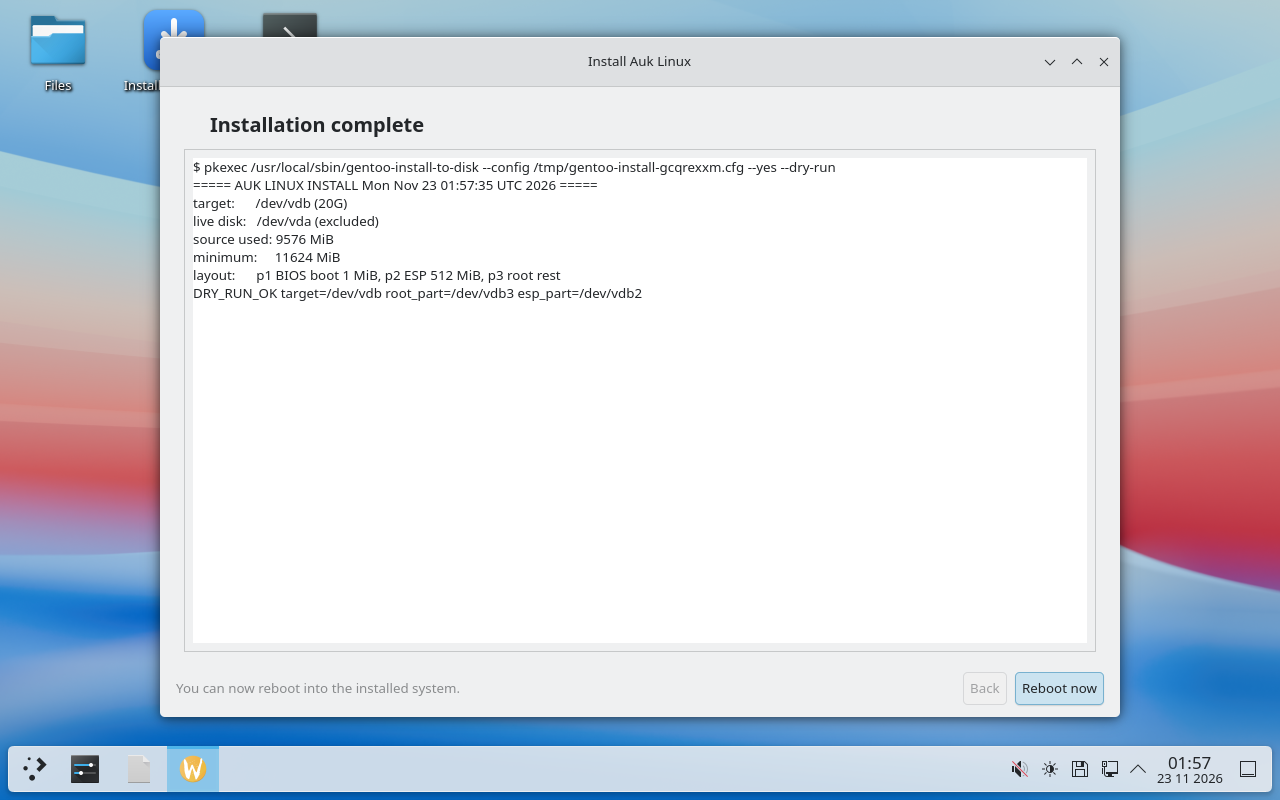 Files
Install
Install Auk Linux
Installation complete
$ pkexec /usr/local/sbin/gentoo-install-to-disk --config /tmp/gentoo-install-gcqrexxm.cfg --yes --dry-run
===== AUK LINUX INSTALL Mon Nov 23 01:57:35 UTC 2026 =====
target: /dev/vdb (20G)
live disk: /dev/vda (excluded)
source used: 9576 MiB
minimum: 11624 MiB
layout: p1 BIOS boot 1 MiB, p2 ESP 512 MiB, p3 root rest
DRY_RUN_OK target=/dev/vdb root_part=/dev/vdb3 esp_part=/dev/vdb2
You can now reboot into the installed system.
Back
Reboot now
01:57
23 11 2026